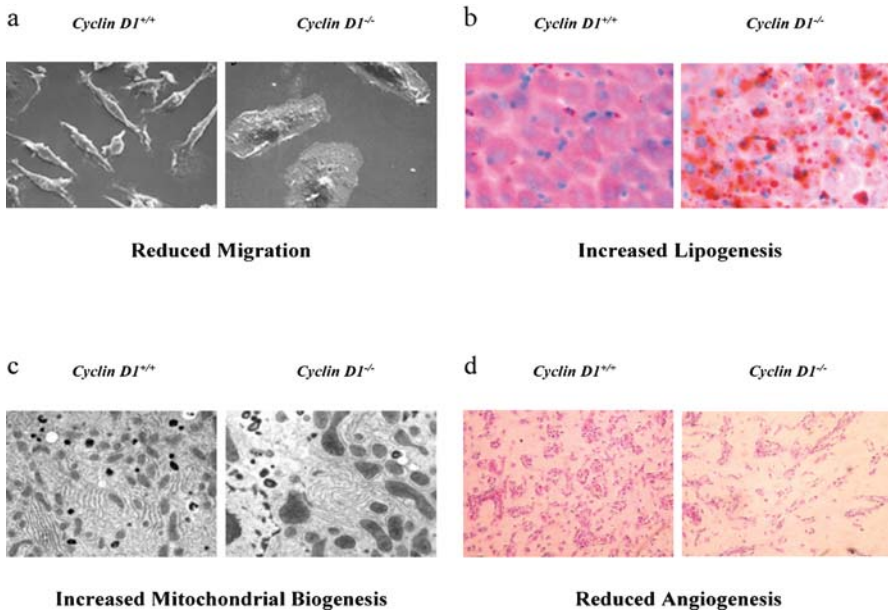 a
Cyclin D1+/+ Cyclin D1-/-
Reduced Migration
b
Cyclin D1+/+ Cyclin D1-/-
Increased Lipogenesis
c
Cyclin D1+/+ Cyclin D1-/-
Increased Mitochondrial Biogenesis
d
Cyclin D1+/+ Cyclin D1-/-
Reduced Angiogenesis